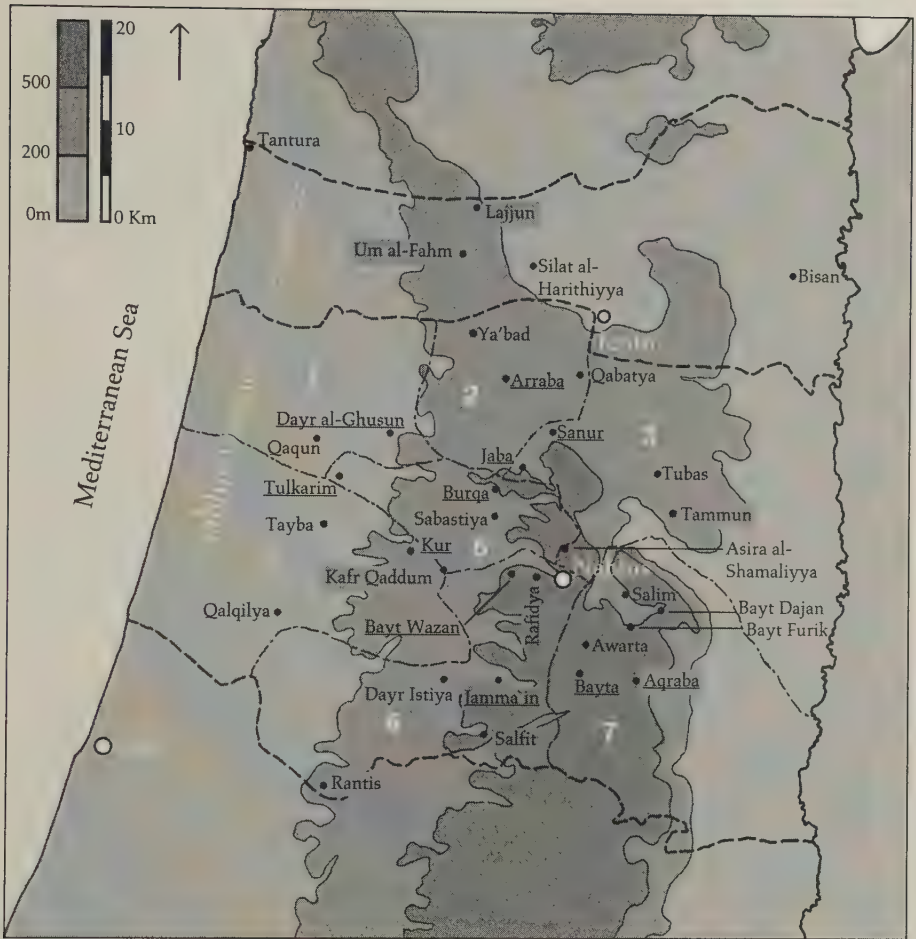 20
500
10
200
0m
0 Km
Tantura
Lajjun
Um al-Fahm
Silat al-
Harithiyya
Bisan
Jenin
Mediterranean Sea
Ya'bad
1
2
Arraba
Qabatya
Dayr al-Ghusun
Qaqun
Sanur
3
Jaba
Tulkarim
Burqa
Tubas
Sabastiya
Tayba
Tammun
Kur
5
Asira al-
Shamaliyya
Kafr Qaddum
Nablus
Rafidya
Salim
Bayt Dajan
Qalqilya
Bayt Wazan
Bayt Furik
Awarta
Dayr Istiya
Jamma'in
Bayta
Aqraba
6
7
Salfit
Rantis